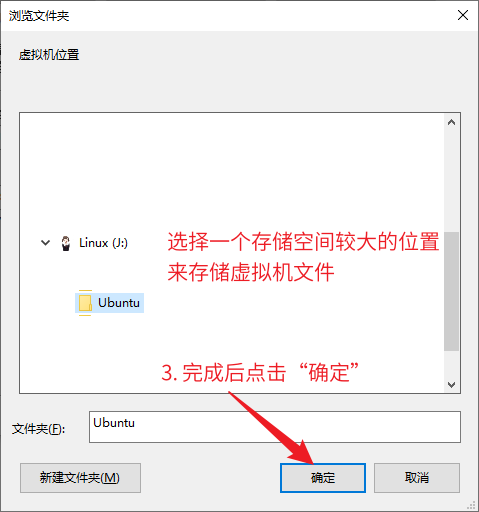 浏览文件夹
虚拟机位置
Linux (J:)
选择一个存储空间较大的位置
来存储虚拟机文件
Ubuntu
3. 完成后点击“确定”
文件夹(F): Ubuntu
新建文件夹(M) 确定 取消